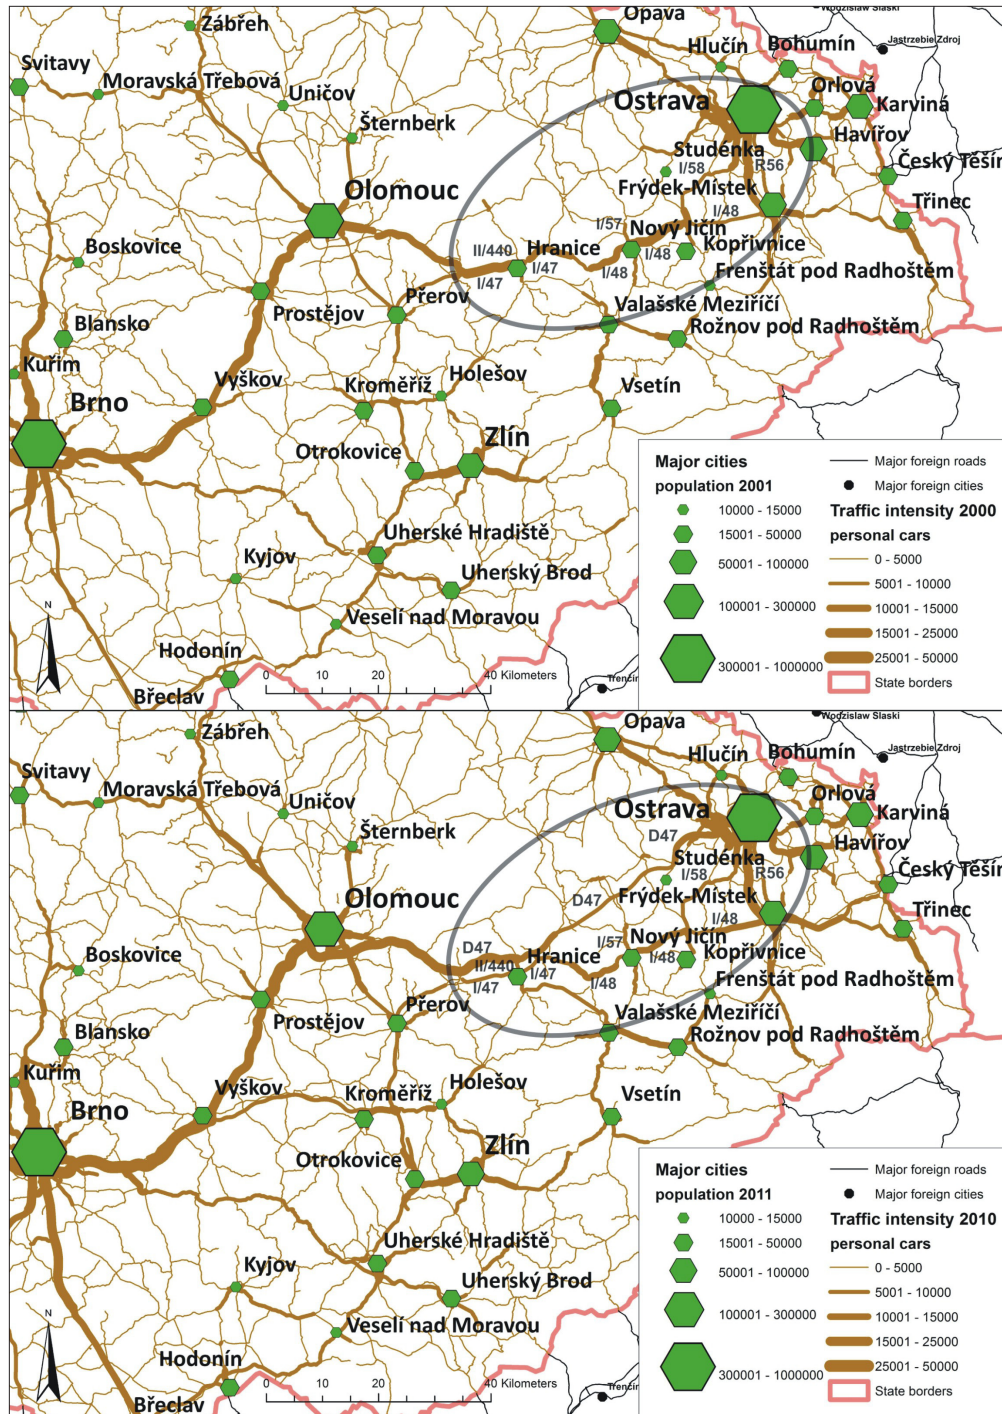 Zábřeh
Opava
Wodzislaw Slaski
Jastrzebie Zdroj
Hlučín
Bohumín
Svitavy
Moravská Třebová
Uničov
Ostrava
Orlová
Karviná
Šternberk
Havířov
Studénka
I/58
R56
Český Těšín
Olomouc
Frýdek-Místek
I/48
Třinec
I/57
Nový Jičín
Boskovice
II/440
Hranice
I/47
I/48
Kopřivnice
I/47
I/48
Frenštát pod Radhoštěm
Přerov
Prostějov
Valašské Meziříčí
Blansko
Rožnov pod Radhoštěm
Kuřim
Vyškov
Kroměříž
Holešov
Vsetín
Brno
Otrokovice
Zlín
Uherské Hradiště
Kyjov
Uherský Brod
Veselí nad Moravou
N
Hodonín
Břeclav
0 10 20 40 Kilometers
Trenčín
Major cities
population 2001
10000 - 15000
15001 - 50000
50001 - 100000
100001 - 300000
300001 - 1000000
Major foreign roads
Major foreign cities
Traffic intensity 2000
personal cars
0 - 5000
5001 - 10000
10001 - 15000
15001 - 25000
25001 - 50000
State borders
Zábřeh
Opava
Wodzislaw Slaski
Jastrzebie Zdroj
Hlučín
Bohumín
Svitavy
Moravská Třebová
Uničov
Ostrava
Orlová
Karviná
Šternberk
D47
Havířov
Studénka
I/58
R56
Český Těšín
Olomouc
D47
Frýdek-Místek
I/48
Třinec
D47
I/57
Nový Jičín
Boskovice
II/440
Hranice
I/47
I/48
Kopřivnice
I/47
I/48
Frenštát pod Radhoštěm
Přerov
Prostějov
Valašské Meziříčí
Blansko
Rožnov pod Radhoštěm
Kuřim
Vyškov
Kroměříž
Holešov
Vsetín
Brno
Otrokovice
Zlín
Uherské Hradiště
Kyjov
Uherský Brod
Veselí nad Moravou
N
Hodonín
Břeclav
0 10 20 40 Kilometers
Major cities
population 2011
10000 - 15000
15001 - 50000
50001 - 100000
100001 - 300000
300001 - 1000000
Major foreign roads
Major foreign cities
Traffic intensity 2010
personal cars
0 - 5000
5001 - 10000
10001 - 15000
15001 - 25000
25001 - 50000
State borders
Trenčín